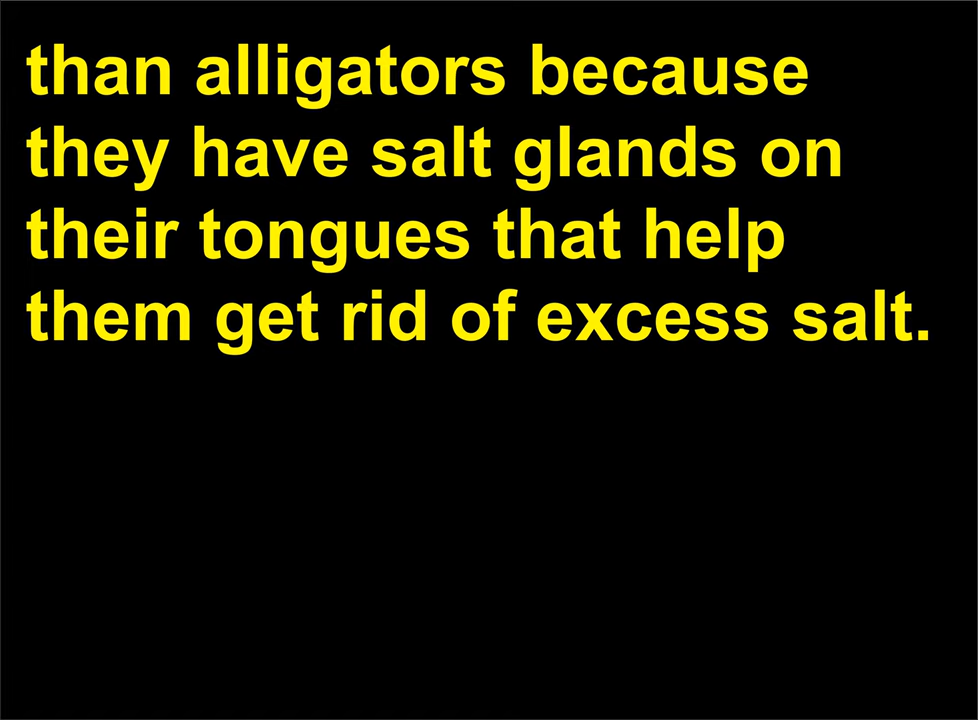 than alligators because
they have salt glands on
their tongues that help
them get rid of excess salt.